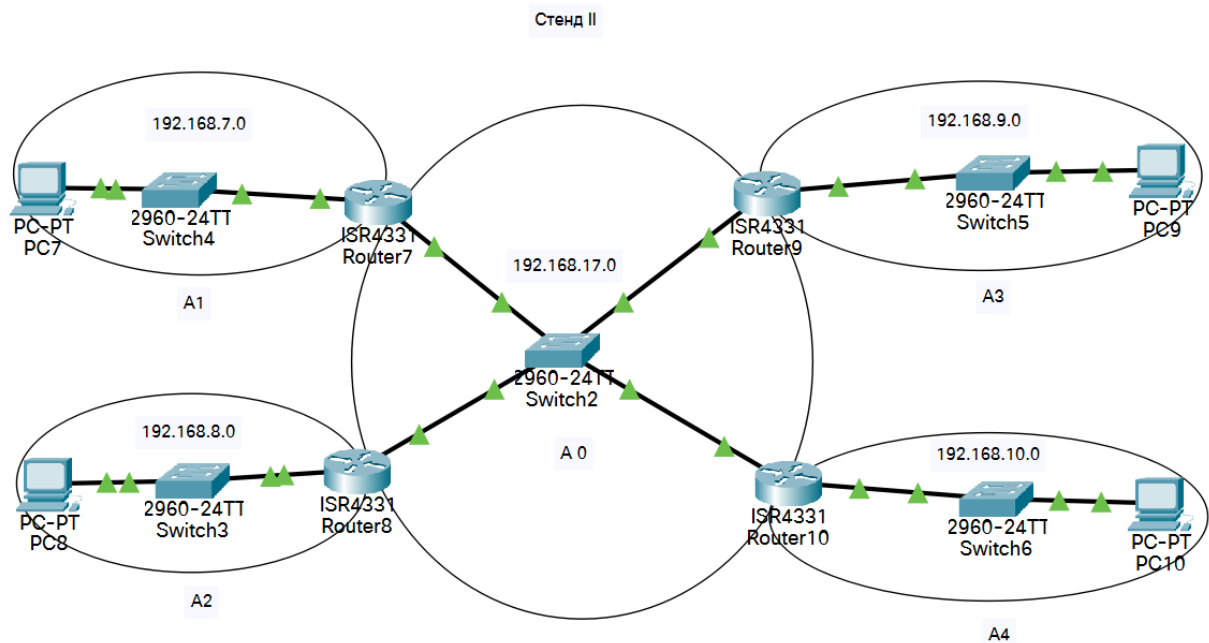 Стенд II
192.168.7.0
PC-PT
PC7
2960-24TT
Switch4
ISR4331
Router7
A1
192.168.9.0
ISR4331
Router9
2960-24TT
Switch5
PC-PT
PC9
A3
192.168.17.0
2960-24TT
Switch2
A 0
192.168.8.0
PC-PT
PC8
2960-24TT
Switch3
ISR4331
Router8
A2
192.168.10.0
ISR4331
Router10
2960-24TT
Switch6
PC-PT
PC10
A4